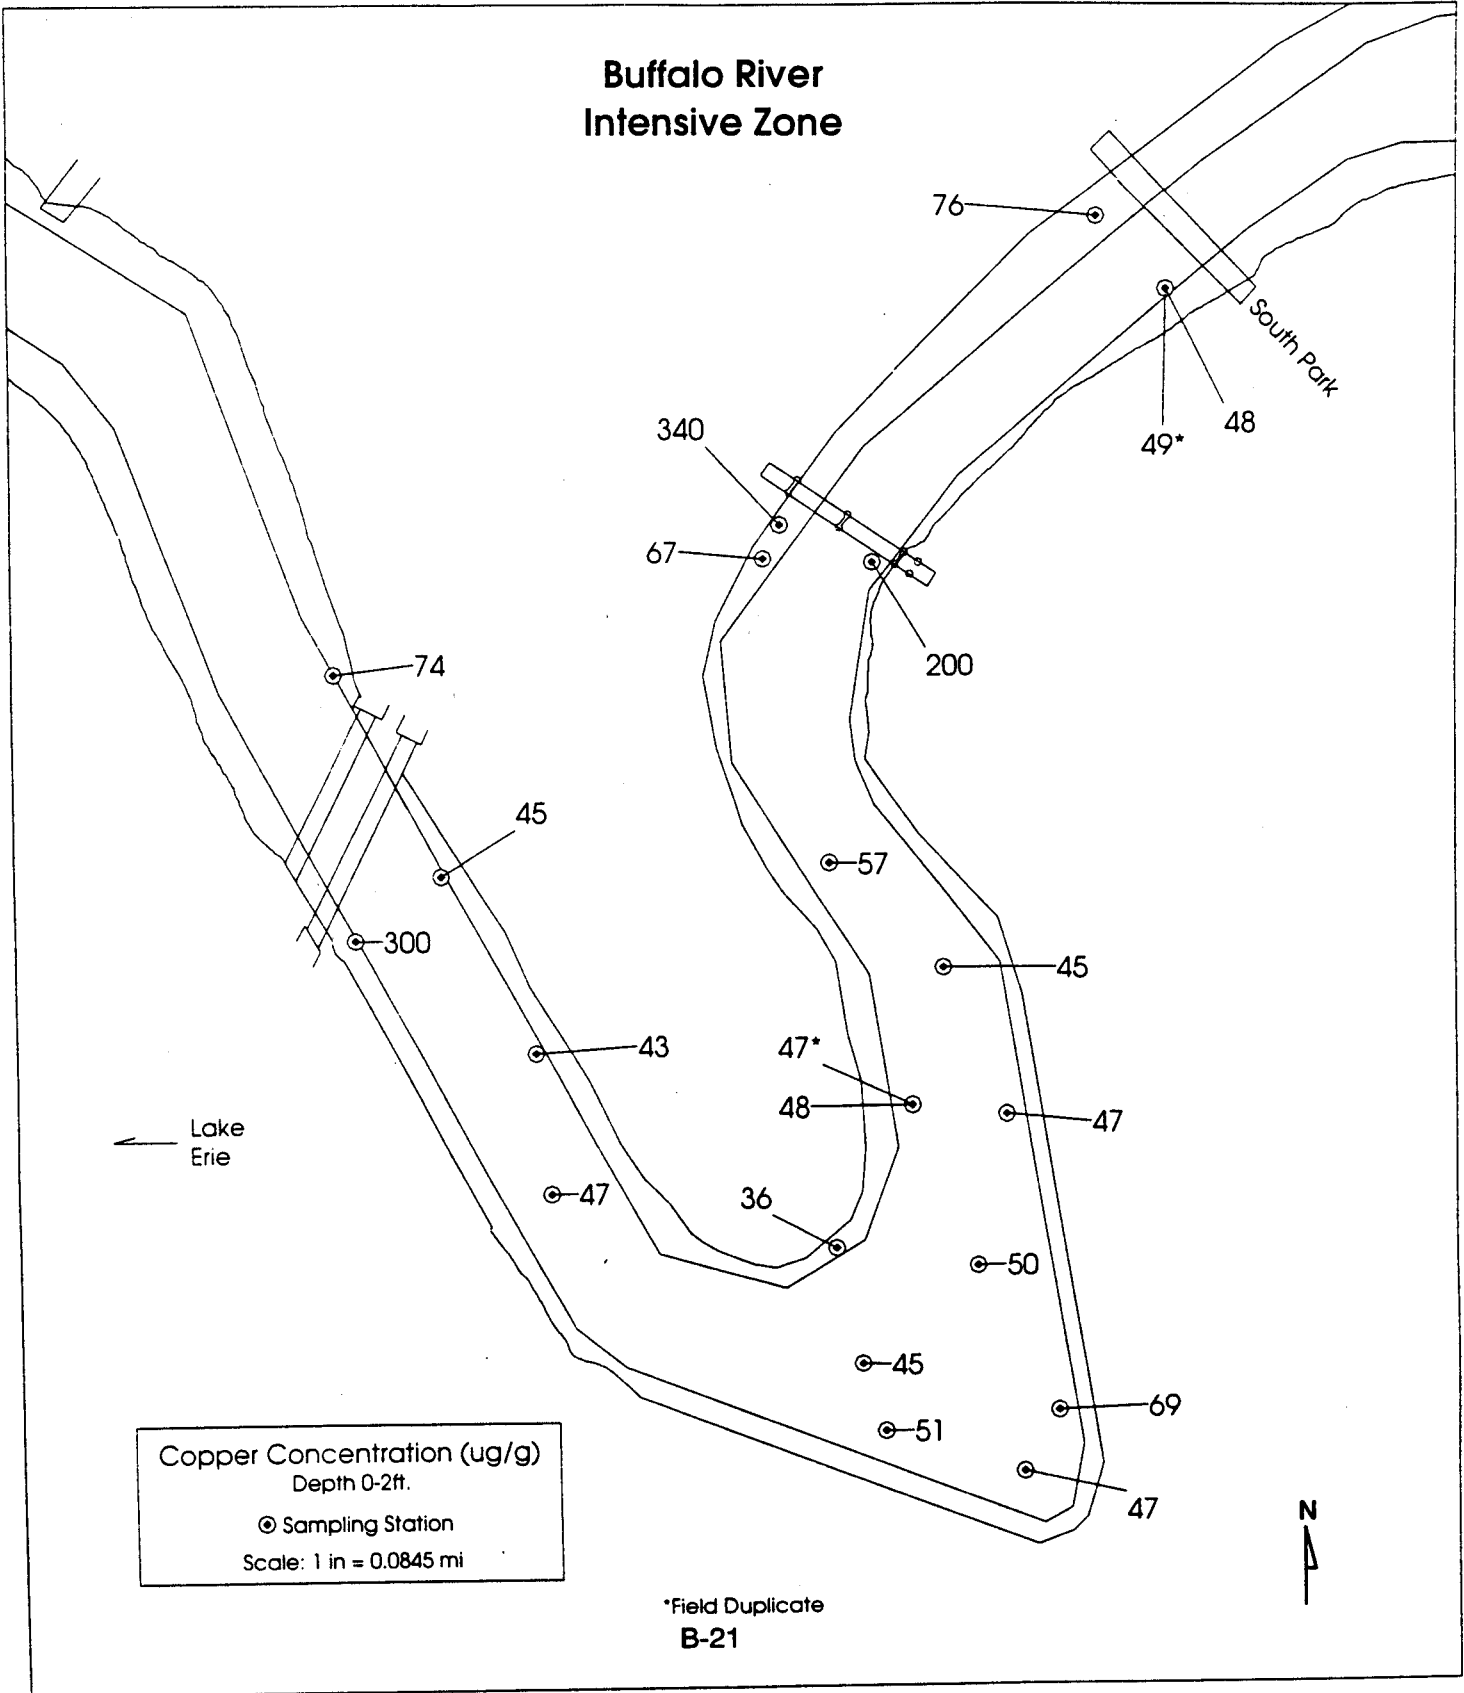 Buffalo River
Intensive Zone
76
South Park
48
49*
340
67
200
74
45
57
300
45
43
47*
48
47
Lake
Erie
47
36
50
45
69
51
47
Copper Concentration (ug/g)
Depth 0-2ft.
Sampling Station
Scale: 1 in = 0.0845 mi
N
*Field Duplicate
B-21